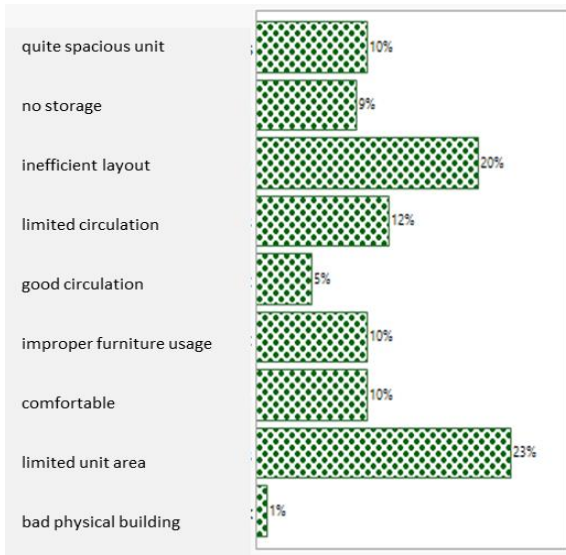 quite spacious unit 10%
no storage 9%
inefficient layout 20%
limited circulation 12%
good circulation 5%
improper furniture usage 10%
comfortable 10%
limited unit area 23%
bad physical building 1%